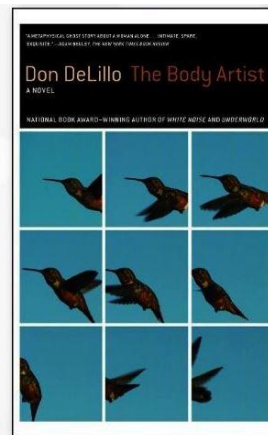 "A METAPHYSICAL GHOST STORY ABOUT A WOMAN ALONE. . . . INTIMATE, SPARE,
EXQUISITE." —ADAM BEGLEY, THE NEW YORK TIMES BOOK REVIEW
Don DeLillo The Body Artist
A NOVEL
NATIONAL BOOK AWARD–WINNING AUTHOR OF WHITE NOISE AND UNDERWORLD